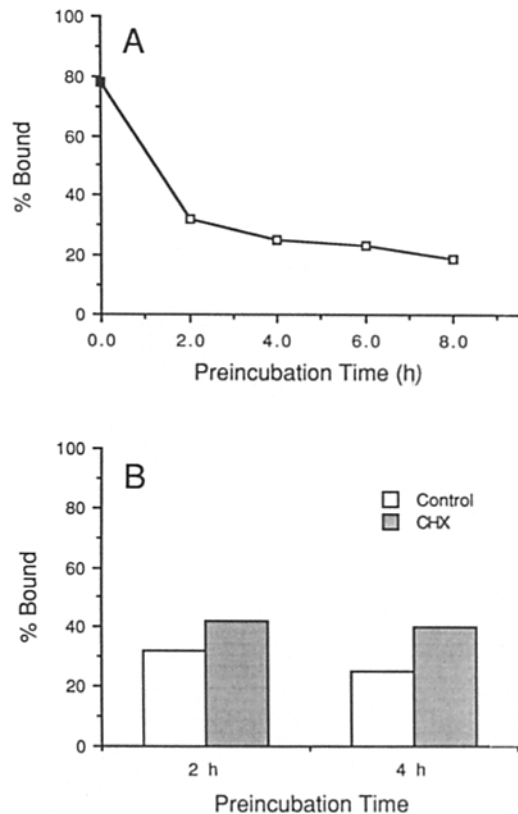 A
% Bound
100
80
60
40
20
0
0.0 2.0 4.0 6.0 8.0
Preincubation Time (h)
B
% Bound
100
80
60
40
20
0
Control
CHX
2 h 4 h
Preincubation Time